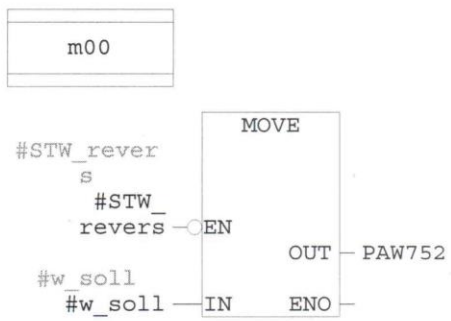 m00
MOVE
#STW_rever
s
#STW_
revers
EN
OUT
PAW752
#w_soll
#w_soll
IN
ENO